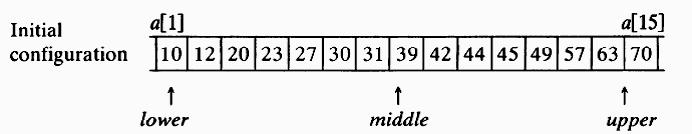 Initial
configuration
a[1] a[15]
10 12 20 23 27 30 31 39 42 44 45 49 57 63 70
lower middle upper